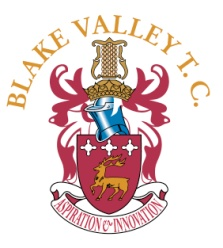 BLAKE VALLEY T. C.
ASPIRATION & INNOVATION